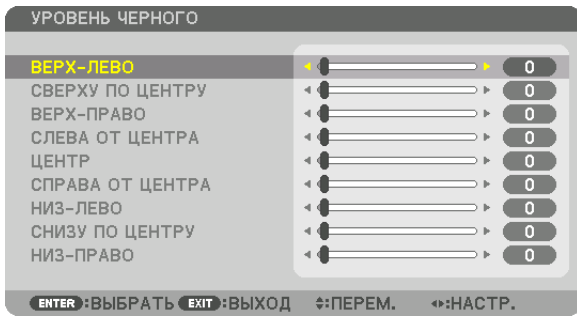 УРОВЕНЬ ЧЕРНОГО
ВЕРХ-ЛЕВО 0
СВЕРХУ ПО ЦЕНТРУ 0
ВЕРХ-ПРАВО 0
СЛЕВА ОТ ЦЕНТРА 0
ЦЕНТР 0
СПРАВА ОТ ЦЕНТРА 0
НИЗ-ЛЕВО 0
СНИЗУ ПО ЦЕНТРУ 0
НИЗ-ПРАВО 0
ENTER:ВЫБРАТЬ EXIT:ВЫХОД :ПЕРЕМ. :НАСТР.